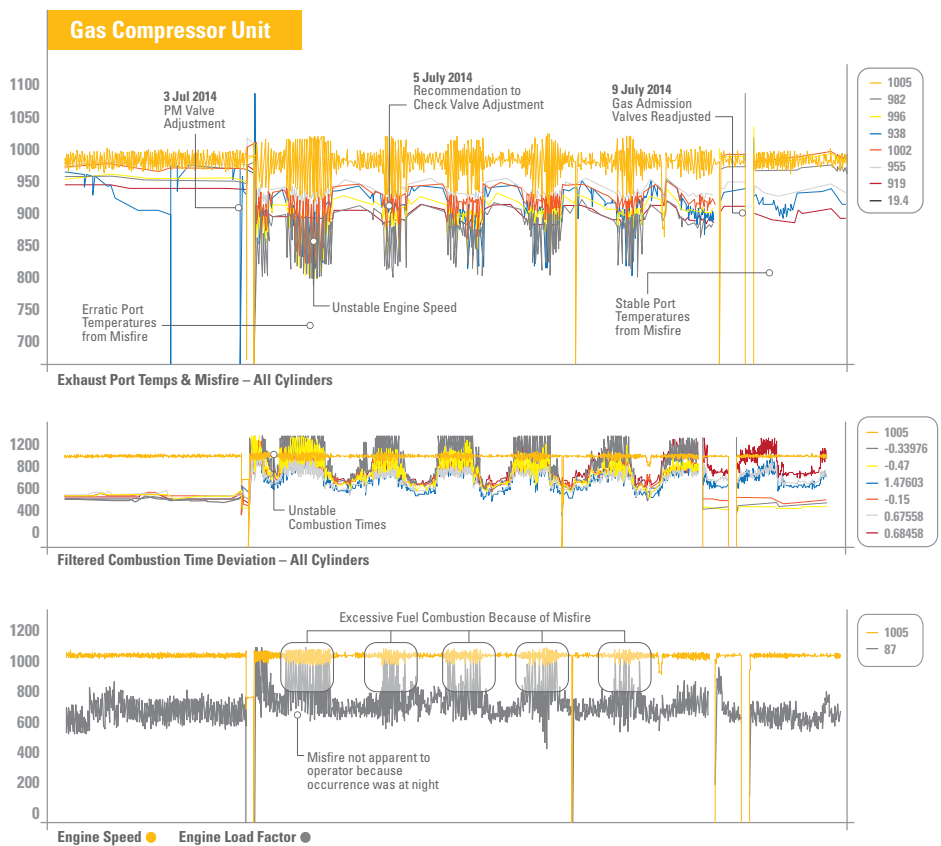 Gas Compressor Unit
1100
1050
1000
950
900
850
800
750
700
3 Jul 2014
PM Valve
Adjustment
5 July 2014
Recommendation to
Check Valve Adjustment
9 July 2014
Gas Admission
Valves Readjusted
Erratic Port
Temperatures
from Misfire
Unstable Engine Speed
Stable Port
Temperatures
from Misfire
1005
982
996
938
1002
955
919
19.4
Exhaust Port Temps & Misfire – All Cylinders
1200
800
600
400
0
Unstable
Combustion Times
1005
-0.33976
-0.47
1.47603
-0.15
0.67558
0.68458
Filtered Combustion Time Deviation – All Cylinders
1200
1000
800
600
400
200
0
Excessive Fuel Combustion Because of Misfire
Misfire not apparent to
operator because
occurrence was at night
1005
87
Engine Speed
Engine Load Factor